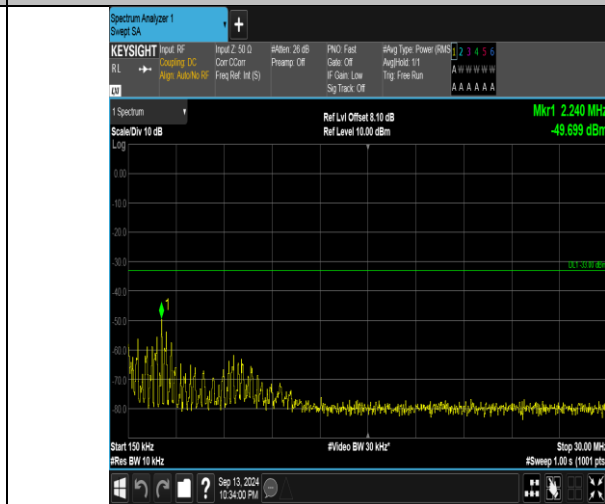 Spectrum Analyzer 1
Swept SA
+
KEYSIGHT Input: RF Input Z: 50 Ω #Atten: 26 dB PNO: Fast #Avg Type: Power (RMS 1 2 3 4 5 6
RL Coupling: DC Corr CCorr Preamp: Off Gate: Off Avg|Hold: 1/1 A W W W W W
Align: Auto/No RF Freq Ref: Int (S) IF Gain: Low Trig: Free Run
Sig Track: Off A A A A A A
LXI
1 Spectrum Ref Lvl Offset 8.10 dB Mkr1 2.240 MHz
Scale/Div 10 dB Ref Level 10.00 dBm -49.699 dBm
Log
0.00
-10.0
-20.0
-30.0
DL1 -33.00 dBm
-40.0
1
-50.0
-60.0
-70.0
-80.0
Start 150 kHz #Video BW 30 kHz* Stop 30.00 MHz
#Res BW 10 kHz #Sweep 1.00 s (1001 pts
? Sep 13, 2024
10:34:00 PM